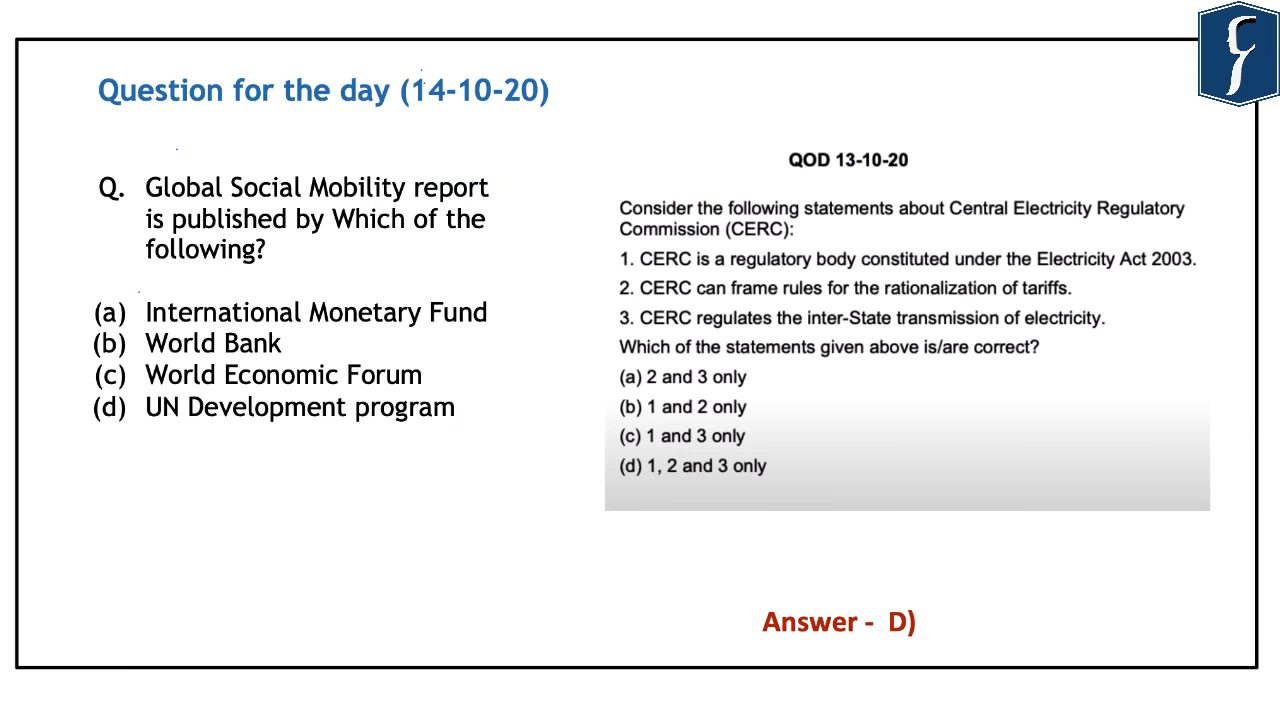 Question for the day (14-10-20)
Q. Global Social Mobility report
is published by Which of the
following?
(a) International Monetary Fund
(b) World Bank
(c) World Economic Forum
(d) UN Development program
QOD 13-10-20
Consider the following statements about Central Electricity Regulatory
Commission (CERC):
1. CERC is a regulatory body constituted under the Electricity Act 2003.
2. CERC can frame rules for the rationalization of tariffs.
3. CERC regulates the inter-State transmission of electricity.
Which of the statements given above is/are correct?
(a) 2 and 3 only
(b) 1 and 2 only
(c) 1 and 3 only
(d) 1, 2 and 3 only
Answer - D)